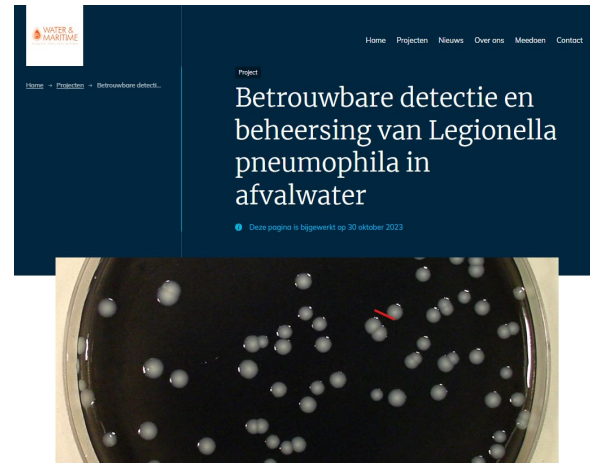 WATER &
MARITIME
Home Projecten Nieuws Over ons Meedoen Contact
Home → Projecten → Betrouwbare detecti...
Project
Betrouwbare detectie en
beheersing van Legionella
pneumophila in
afvalwater
Deze pagina is bijgewerkt op 30 oktober 2023